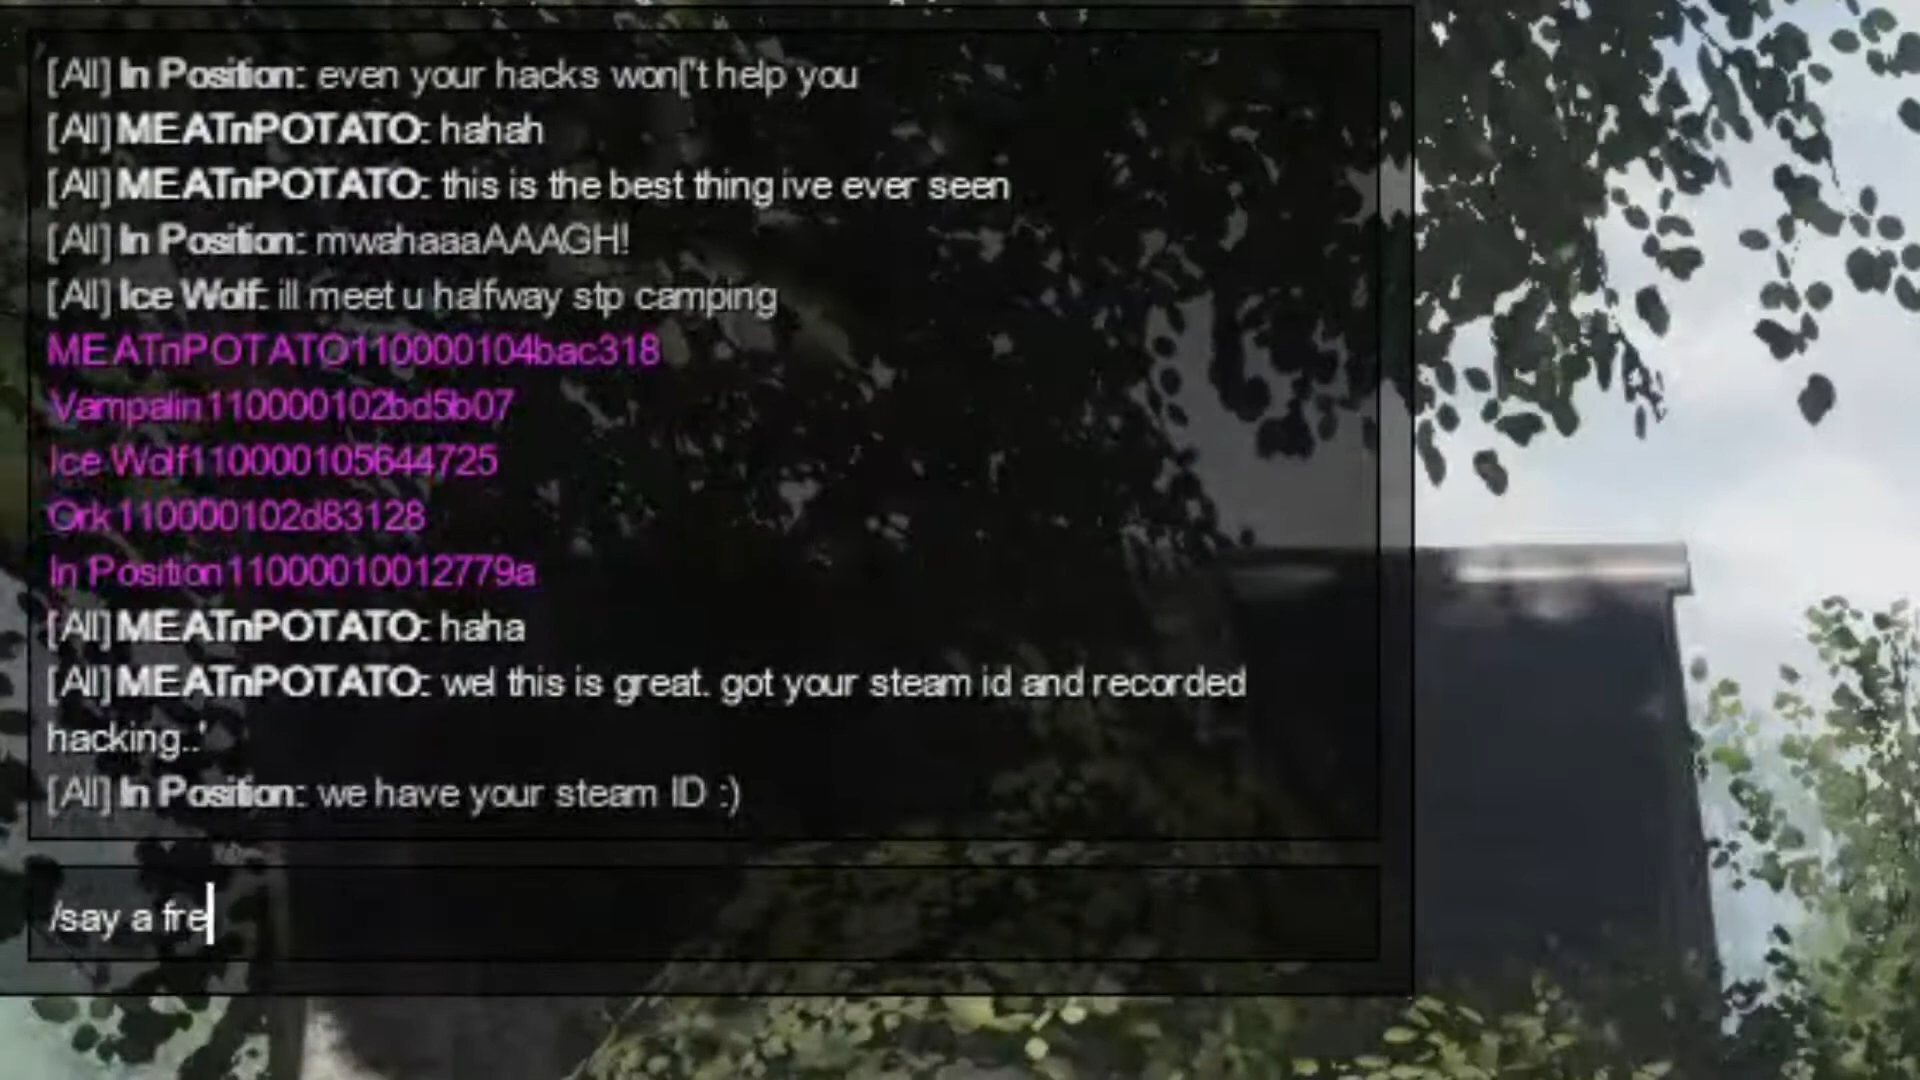 [All] In Position: even your hacks won['t help you
[All] MEATnPOTATO: hahah
[All] MEATnPOTATO: this is the best thing ive ever seen
[All] In Position: mwahaaaAAAGH!
[All] Ice Wolf: ill meet u halfway stp camping
MEATnPOTATO110000104bac318
Vampalin110000102bd5b07
Ice Wolf110000105644725
Ork110000102d83128
In Position11000010012779a
[All] MEATnPOTATO: haha
[All] MEATnPOTATO: wel this is great. got your steam id and recorded
hacking..'
[All] In Position: we have your steam ID :)
/say a fre